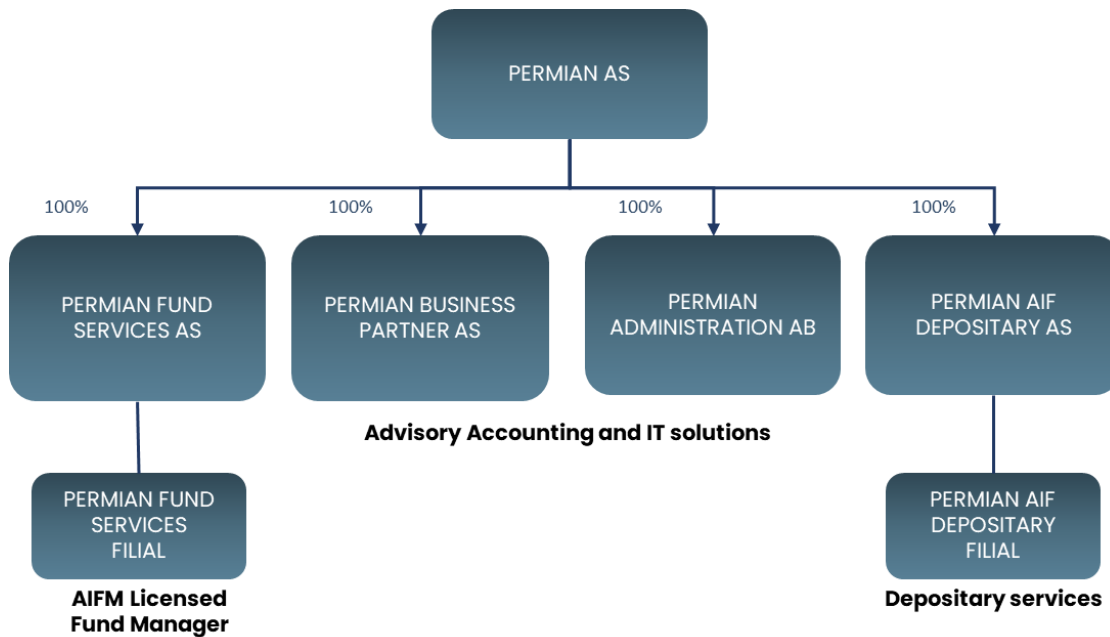 PERMIAN AS
100%
100%
100%
100%
PERMIAN FUND
SERVICES AS
PERMIAN BUSINESS
PARTNER AS
PERMIAN
ADMINISTRATION AB
PERMIAN AIF
DEPOSITARY AS
Advisory Accounting and IT solutions
PERMIAN FUND
SERVICES
FILIAL
PERMIAN AIF
DEPOSITARY
FILIAL
AIFM Licensed
Fund Manager
Depositary services